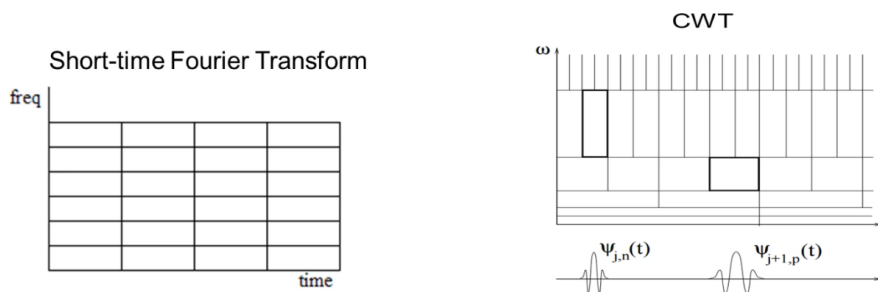 CWT
Short-time Fourier Transform
freq
time
ω
ψj,n(t)
ψj+1,p(t)